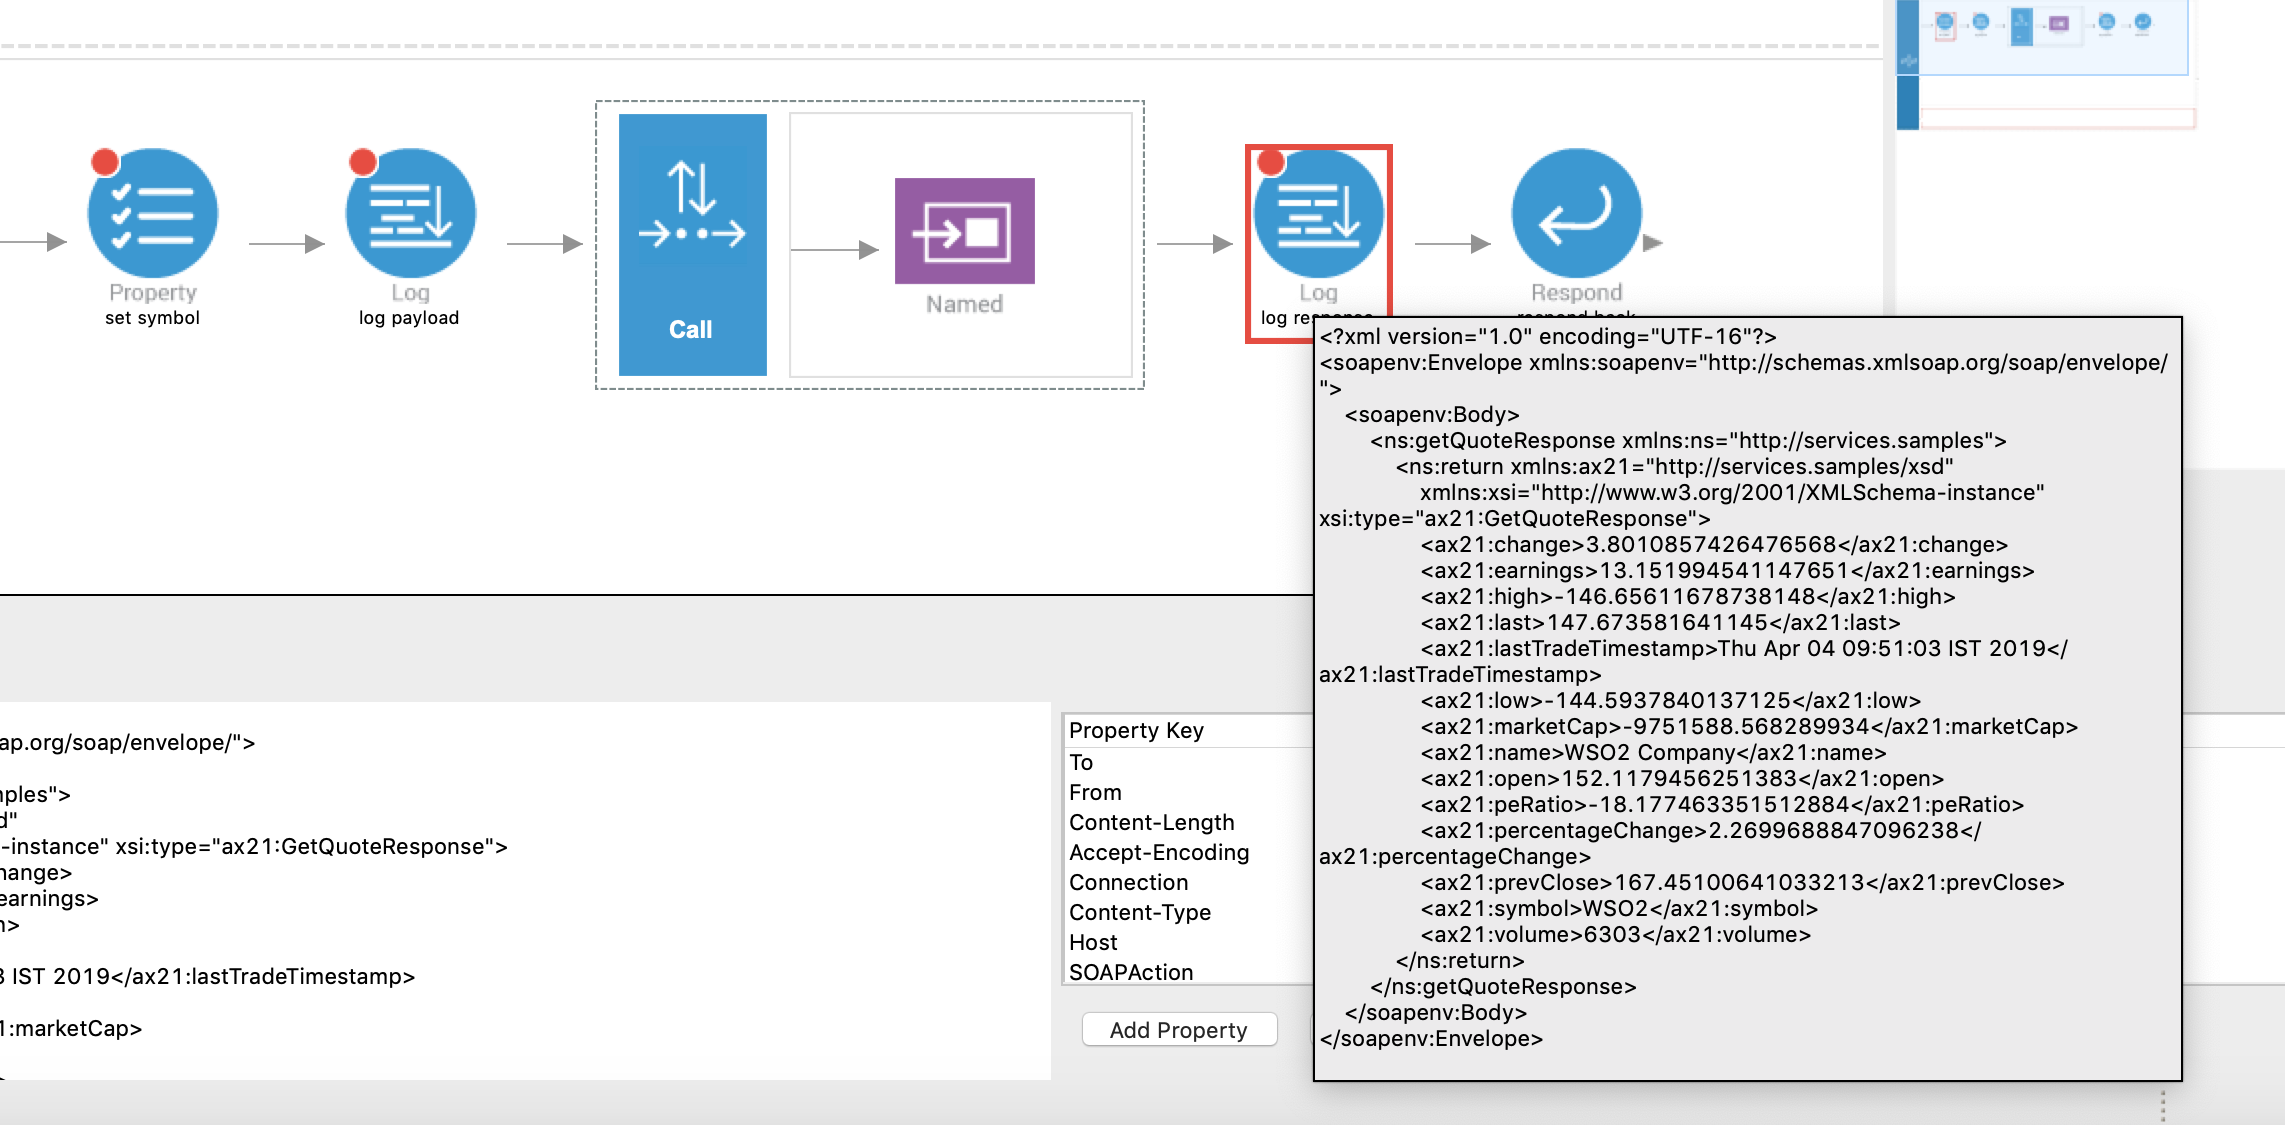 Property
set symbol
Log
log payload
Call
Named
Log
log response
Respond
respond back
<?xml version="1.0" encoding="UTF-16"?>
<soapenv:Envelope xmlns:soapenv="http://schemas.xmlsoap.org/soap/envelope/
">
<soapenv:Body>
<ns:getQuoteResponse xmlns:ns="http://services.samples">
<ns:return xmlns:ax21="http://services.samples/xsd"
xmlns:xsi="http://www.w3.org/2001/XMLSchema-instance"
xsi:type="ax21:GetQuoteResponse">
<ax21:change>3.8010857426476568</ax21:change>
<ax21:earnings>13.151994541147651</ax21:earnings>
<ax21:high>-146.65611678738148</ax21:high>
<ax21:last>147.673581641145</ax21:last>
<ax21:lastTradeTimestamp>Thu Apr 04 09:51:03 IST 2019</
ax21:lastTradeTimestamp>
<ax21:low>-144.5937840137125</ax21:low>
<ax21:marketCap>-9751588.568289934</ax21:marketCap>
<ax21:name>WSO2 Company</ax21:name>
<ax21:open>152.1179456251383</ax21:open>
<ax21:peRatio>-18.177463351512884</ax21:peRatio>
<ax21:percentageChange>2.2699688847096238</
ax21:percentageChange>
<ax21:prevClose>167.45100641033213</ax21:prevClose>
<ax21:symbol>WSO2</ax21:symbol>
<ax21:volume>6303</ax21:volume>
</ns:return>
</ns:getQuoteResponse>
</soapenv:Body>
</soapenv:Envelope>
ap.org/soap/envelope/">
ples">
d"
-instance" xsi:type="ax21:GetQuoteResponse">
hange>
earnings>
>
IST 2019</ax21:lastTradeTimestamp>
1:marketCap>
Property Key
To
From
Content-Length
Accept-Encoding
Connection
Content-Type
Host
SOAPAction
Add Property